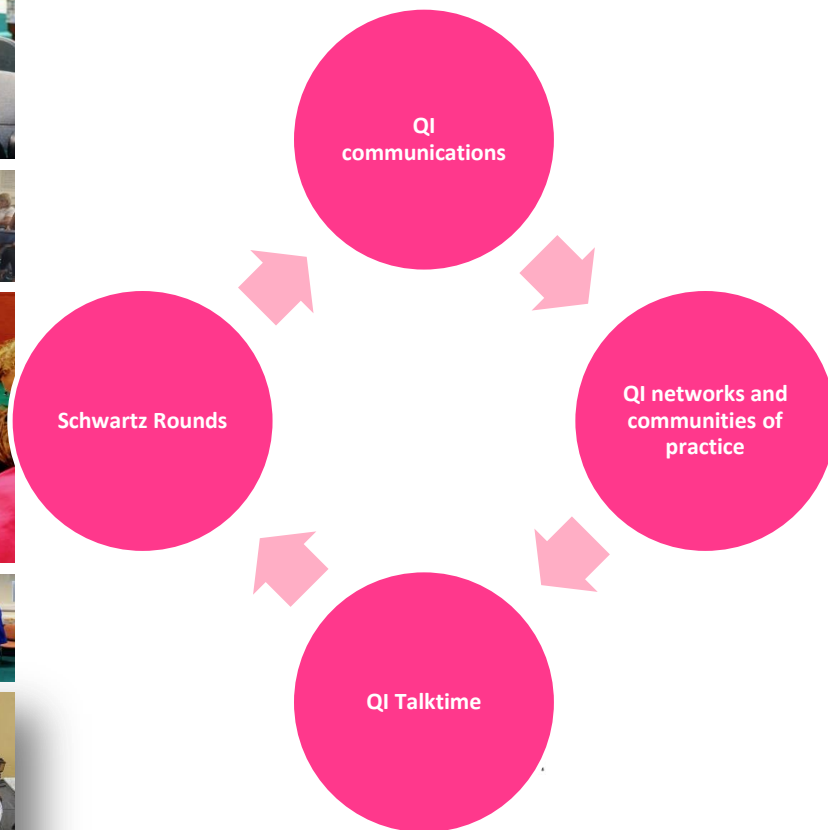 QI
communications
QI networks and
communities of
practice
Schwartz Rounds
QI Talktime